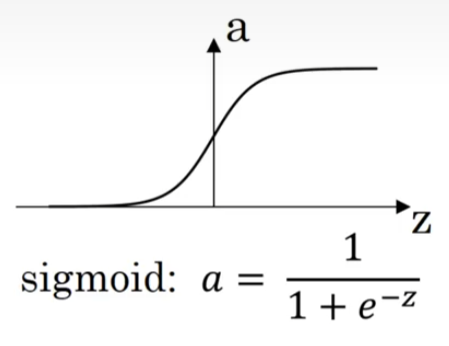 a
z
sigmoid: a = 1 / (1 + e^{-z})